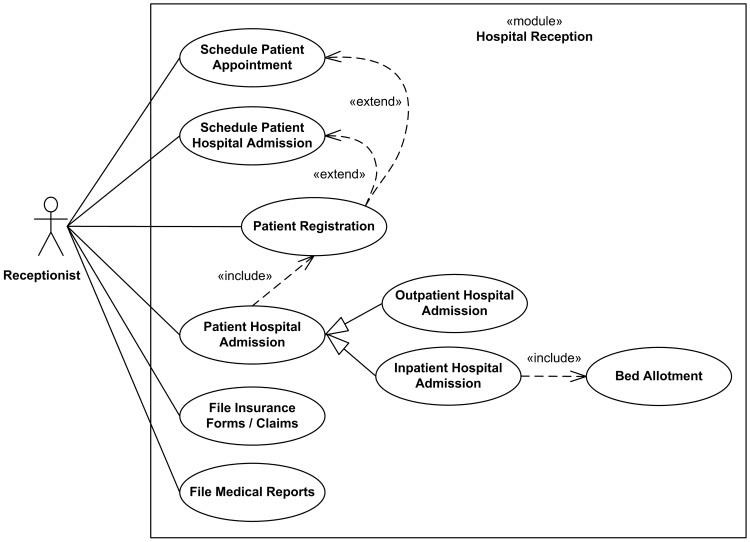 «module»
Hospital Reception
Schedule Patient
Appointment
«extend»
Schedule Patient
Hospital Admission
«extend»
Patient Registration
Receptionist
«include»
Outpatient Hospital
Admission
Patient Hospital
Admission
Inpatient Hospital
Admission
«include»
Bed Allotment
File Insurance
Forms / Claims
File Medical Reports